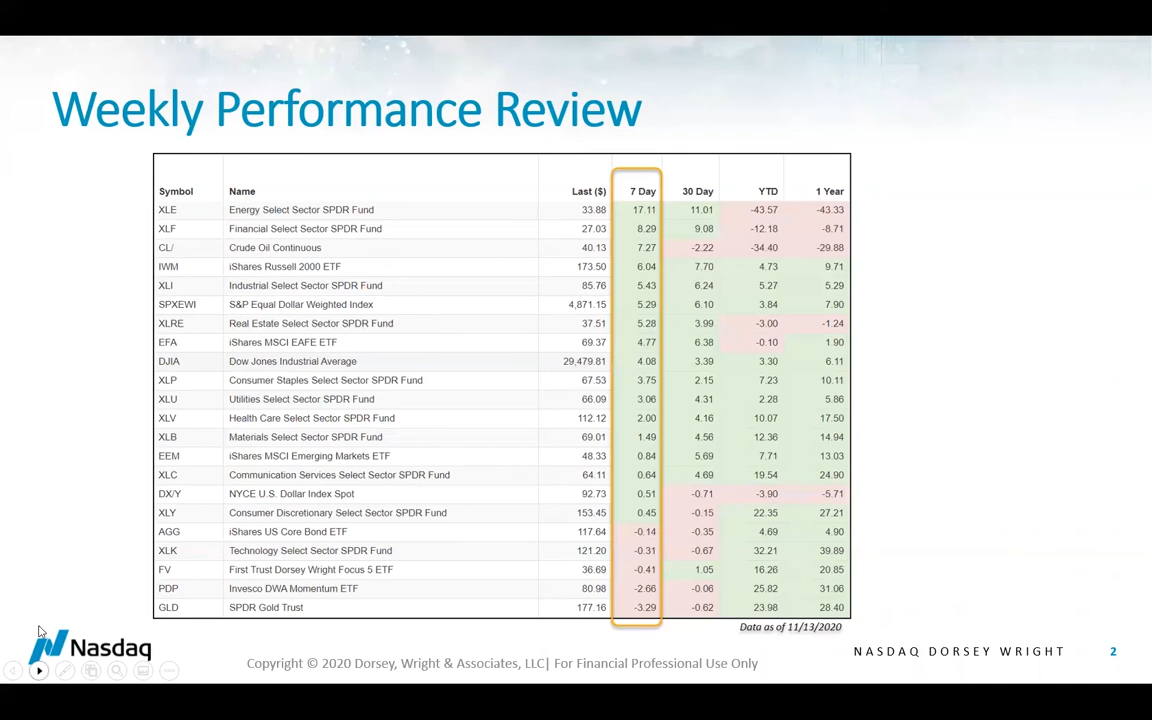 Weekly Performance Review
Symbol Name Last ($) 7 Day 30 Day YTD 1 Year
XLE Energy Select Sector SPDR Fund 33.88 17.11 11.01 -43.57 -43.33
XLF Financial Select Sector SPDR Fund 27.03 8.29 9.08 -12.18 -8.71
CL/ Crude Oil Continuous 40.13 7.27 -2.22 -34.40 -29.88
IWM iShares Russell 2000 ETF 173.50 6.04 7.70 4.73 9.71
XLI Industrial Select Sector SPDR Fund 85.76 5.43 6.24 5.27 5.29
SPXEWI S&P Equal Dollar Weighted Index 4,871.15 5.29 6.10 3.84 7.90
XLRE Real Estate Select Sector SPDR Fund 37.51 5.28 3.99 -3.00 -1.24
EFA iShares MSCI EAFE ETF 69.37 4.77 6.38 -0.10 1.90
DJIA Dow Jones Industrial Average 29,479.81 4.08 3.39 3.30 6.11
XLP Consumer Staples Select Sector SPDR Fund 67.53 3.75 2.15 7.23 10.11
XLU Utilities Select Sector SPDR Fund 66.09 3.06 4.31 2.28 5.86
XLV Health Care Select Sector SPDR Fund 112.12 2.00 4.16 10.07 17.50
XLB Materials Select Sector SPDR Fund 69.01 1.49 4.56 12.36 14.94
EEM iShares MSCI Emerging Markets ETF 48.33 0.84 5.69 7.71 13.03
XLC Communication Services Select Sector SPDR Fund 64.11 0.64 4.69 19.54 24.90
DX/Y NYCE U.S. Dollar Index Spot 92.73 0.51 -0.71 -3.90 -5.71
XLY Consumer Discretionary Select Sector SPDR Fund 153.45 0.45 -0.15 22.35 27.21
AGG iShares US Core Bond ETF 117.64 -0.14 -0.35 4.69 4.90
XLK Technology Select Sector SPDR Fund 121.20 -0.31 -0.67 32.21 39.89
FV First Trust Dorsey Wright Focus 5 ETF 36.69 -0.41 1.05 16.26 20.85
PDP Invesco DWA Momentum ETF 80.98 -2.66 -0.06 25.82 31.06
GLD SPDR Gold Trust 177.16 -3.29 -0.62 23.98 28.40
Data as of 11/13/2020
Nasdaq
Copyright © 2020 Dorsey, Wright & Associates, LLC| For Financial Professional Use Only
NASDAQ DORSEY WRIGHT 2